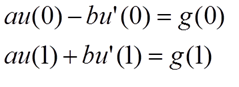 au(0) − bu'(0) = g(0)
au(1) + bu'(1) = g(1)